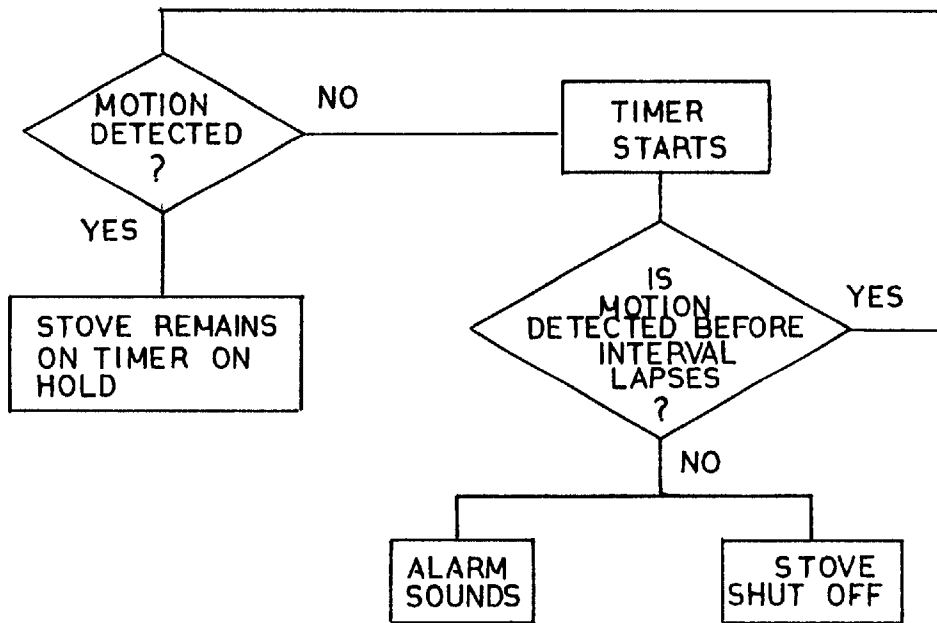 MOTION
DETECTED
?
NO
TIMER
STARTS
YES
STOVE REMAINS
ON TIMER ON
HOLD
IS
MOTION
DETECTED BEFORE
INTERVAL
LAPSES
?
YES
NO
ALARM
SOUNDS
STOVE
SHUT OFF